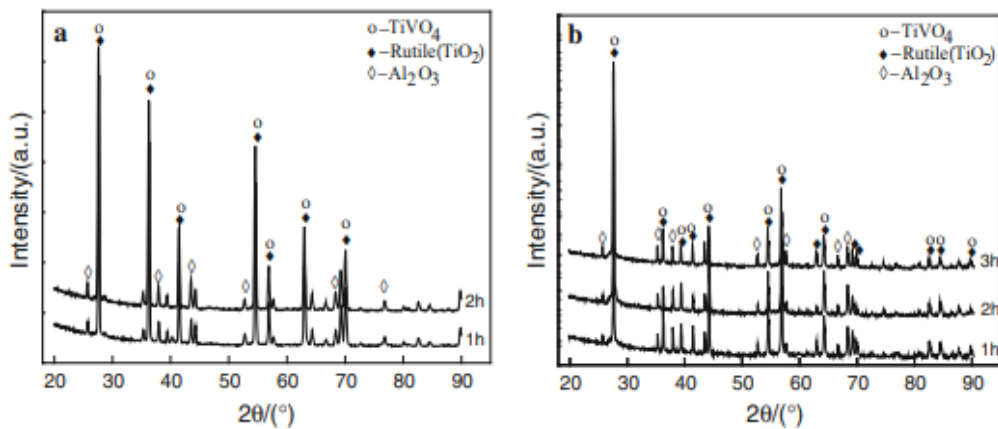 a
o–TiVO₄
♦–Rutile(TiO₂)
◊–Al₂O₃
Intensity/(a.u.)
2h
1h
20 30 40 50 60 70 80 90
2θ/(°)
b
o–TiVO₄
♦–Rutile(TiO₂)
◊–Al₂O₃
Intensity/(a.u.)
3h
2h
1h
20 30 40 50 60 70 80 90
2θ/(°)